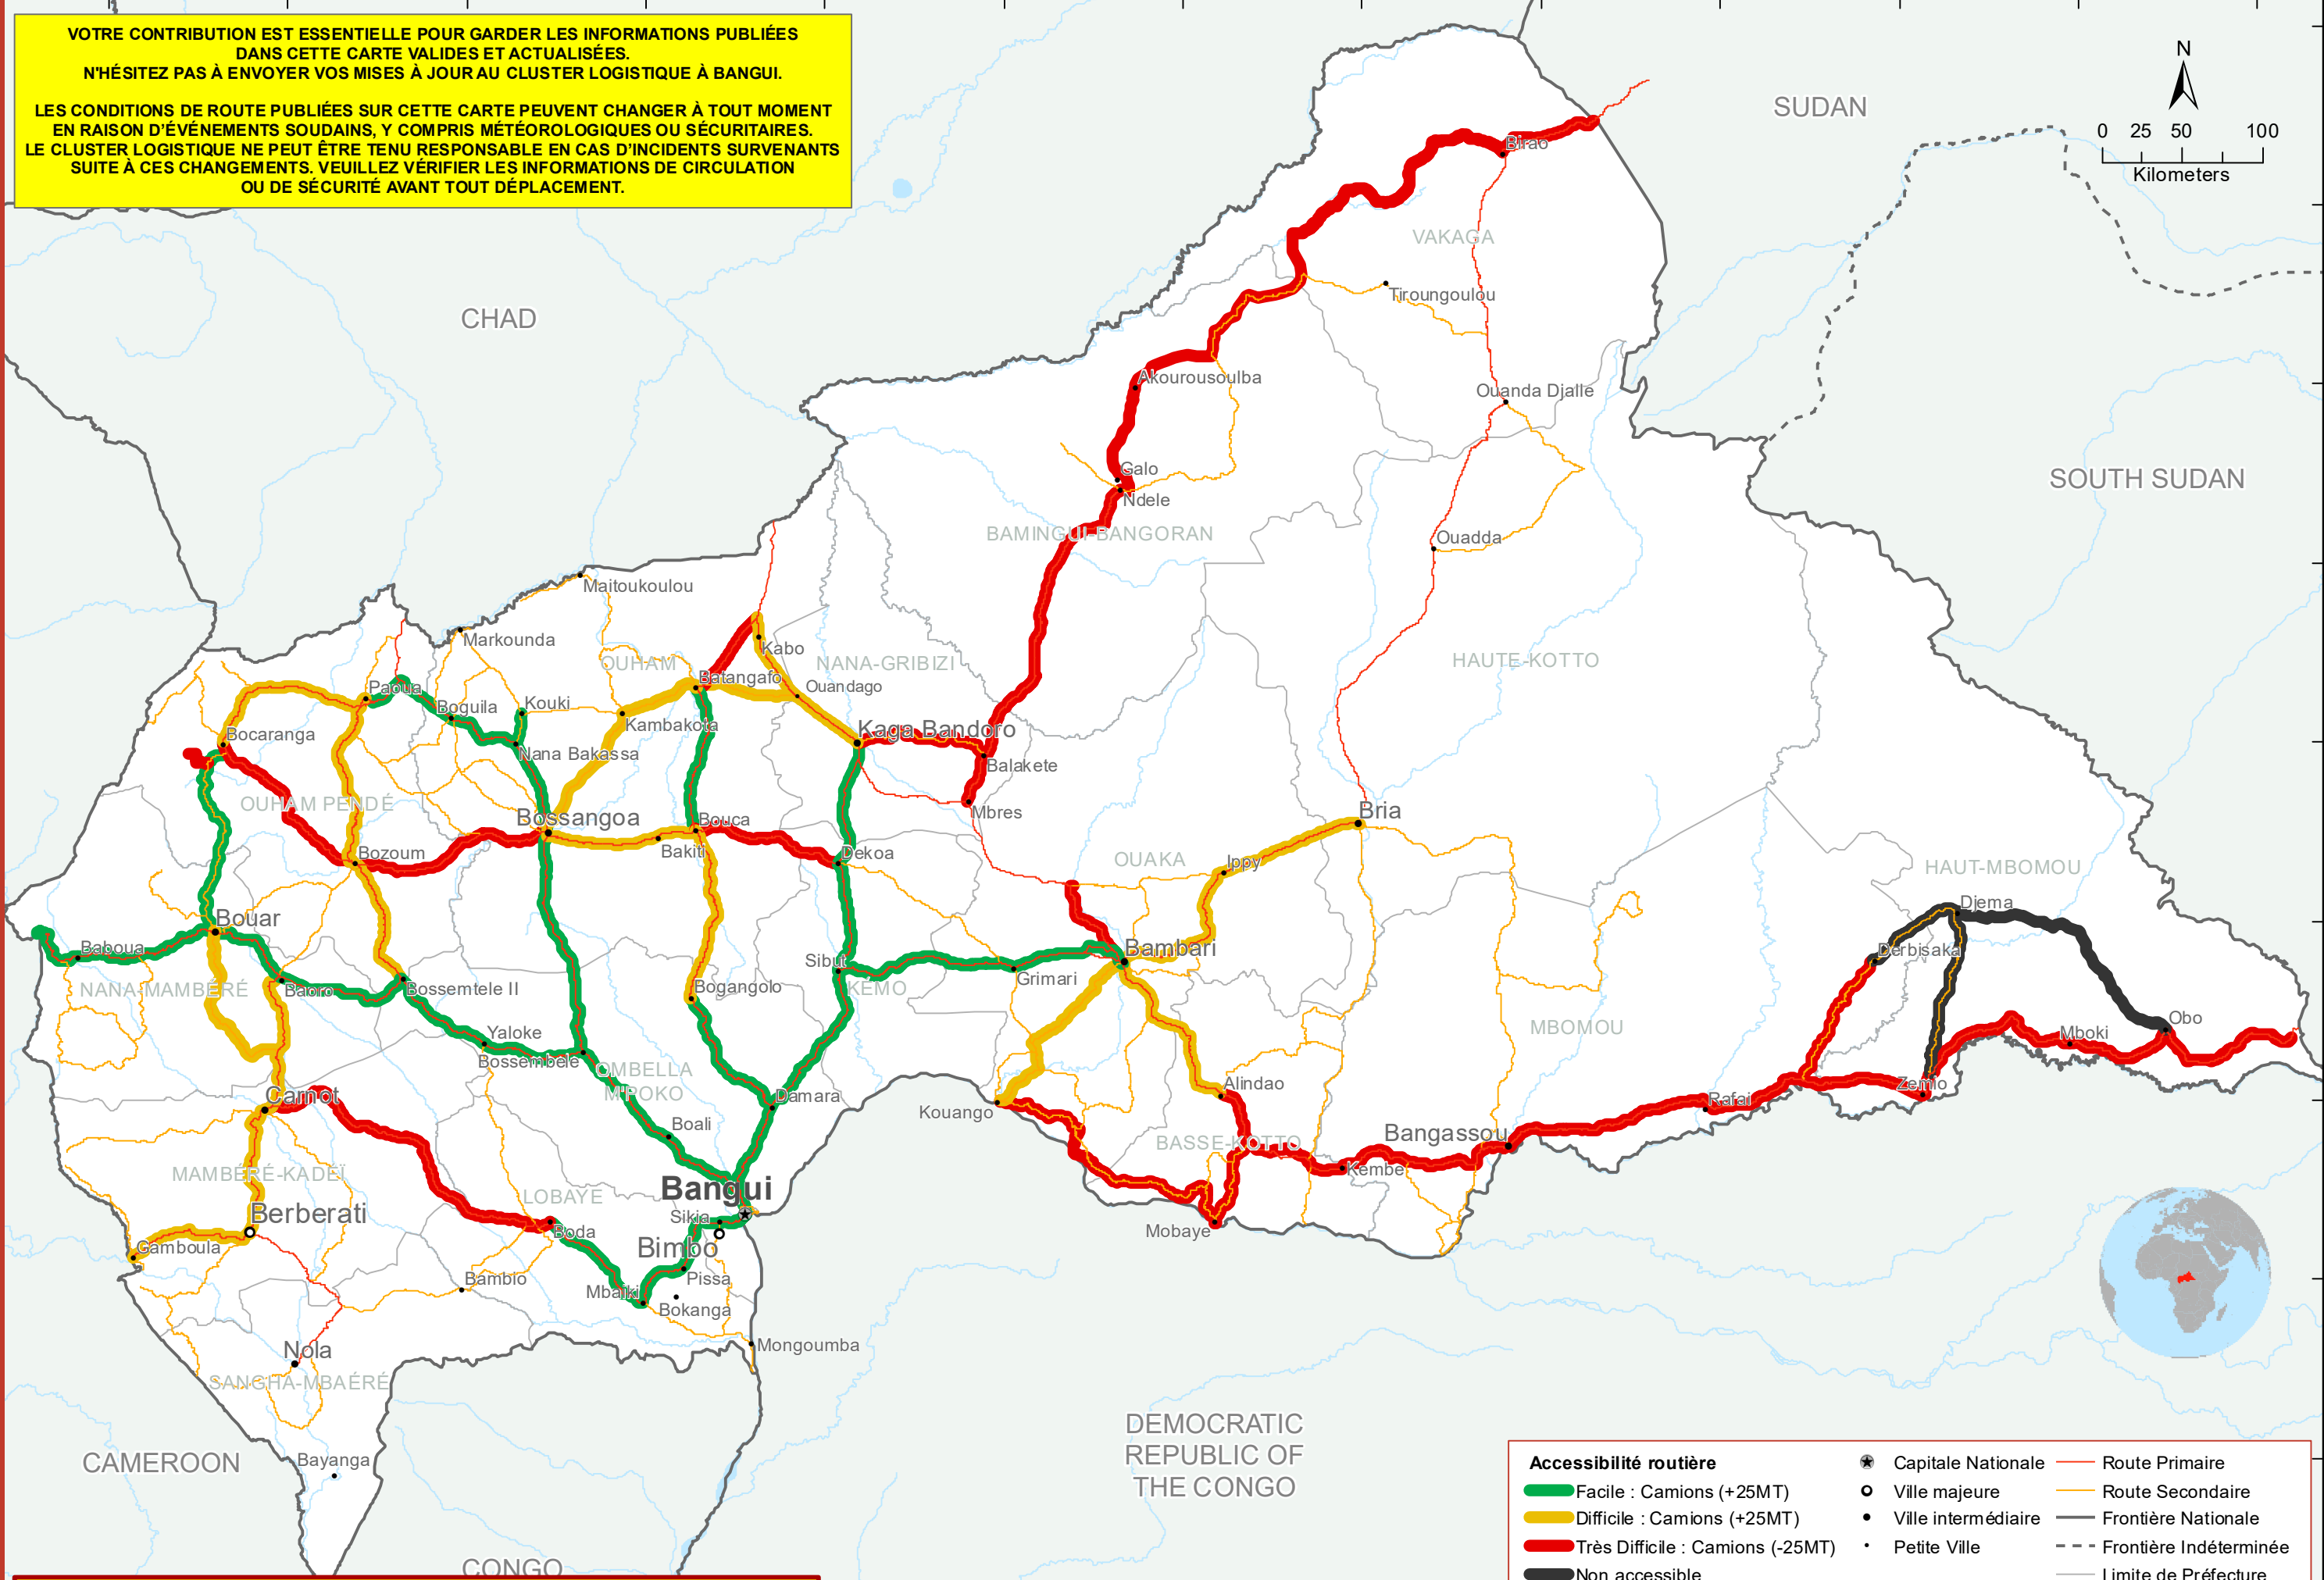 VOTRE CONTRIBUTION EST ESSENTIELLE POUR GARDER LES INFORMATIONS PUBLIÉES
DANS CETTE CARTE VALIDES ET ACTUALISÉES.
N'HÉSITEZ PAS À ENVOYER VOS MISES À JOUR AU CLUSTER LOGISTIQUE À BANGUI.
LES CONDITIONS DE ROUTE PUBLIÉES SUR CETTE CARTE PEUVENT CHANGER À TOUT MOMENT
EN RAISON D'ÉVÉNEMENTS SOUDAINS, Y COMPRIS MÉTÉOROLOGIQUES OU SÉCURITAIRES.
LE CLUSTER LOGISTIQUE NE PEUT ÊTRE TENU RESPONSABLE EN CAS D'INCIDENTS SURVENANTS
SUITE À CES CHANGEMENTS. VEUILLEZ VÉRIFIER LES INFORMATIONS DE CIRCULATION
OU DE SÉCURITÉ AVANT TOUT DÉPLACEMENT.
N
0 25 50 100
Kilometers
SUDAN
CHAD
SOUTH SUDAN
Birao
VAKAGA
Tiroungoulou
Akourousoulba
Ouanda Djalle
Galo
Ndele
BAMINGUI-BANGORAN
Ouadda
Maitoukoulou
Markounda
OUHAM
Kabo
NANA-GRIBIZI
HAUTE-KOTTO
Batangafo
Ouandago
Paoua
Boguila
Kouki
Kambakota
Kaga Bandoro
Bocaranga
Nana Bakassa
Balakete
OUHAM PENDÉ
Mbres
Bossangoa
Bouca
Bria
Bozoum
Bakiti
Dekoa
OUAKA
Ippy
HAUT-MBOMOU
Djema
Bouar
Baboua
Bambari
Derbisaka
Sibut
Grimari
NANA-MAMBÉRÉ
Baoro
Bossemtele II
Bogangolo
KÉMO
Obo
Mboki
MBOMOU
Yaloke
Bossembele
OMBELLA
M'POKO
Zemio
Alindao
Carnot
Damara
Kouango
Rafai
Boali
Bangassou
BASSE-KOTTO
Kembe
MAMBÉRÉ-KADÉÏ
LOBAYE
Bangui
Berberati
Sikia
Boda
Mobaye
Bimbo
Gamboula
Bambio
Pissa
Mbaiki
Bokanga
Mongoumba
Nola
SANGHA-MBAÉRÉ
Bayanga
CAMEROON
DEMOCRATIC
REPUBLIC OF
THE CONGO
CONGO
Accessibilité routière
Facile : Camions (+25MT)
Difficile : Camions (+25MT)
Très Difficile : Camions (-25MT)
Non accessible
Capitale Nationale
Ville majeure
Ville intermédiaire
Petite Ville
Route Primaire
Route Secondaire
Frontière Nationale
Frontière Indéterminée
Limite de Préfecture